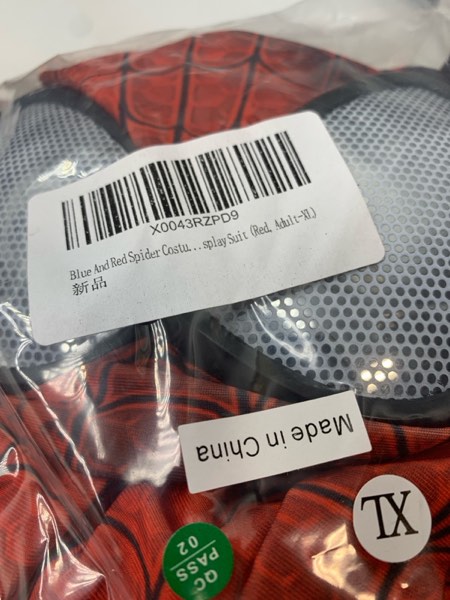 X0043RZPD9
Blue And Red Spider Costu...splay Suit (Red, Adult-XL)
新品
Made in China
XL
QC
PASS
02